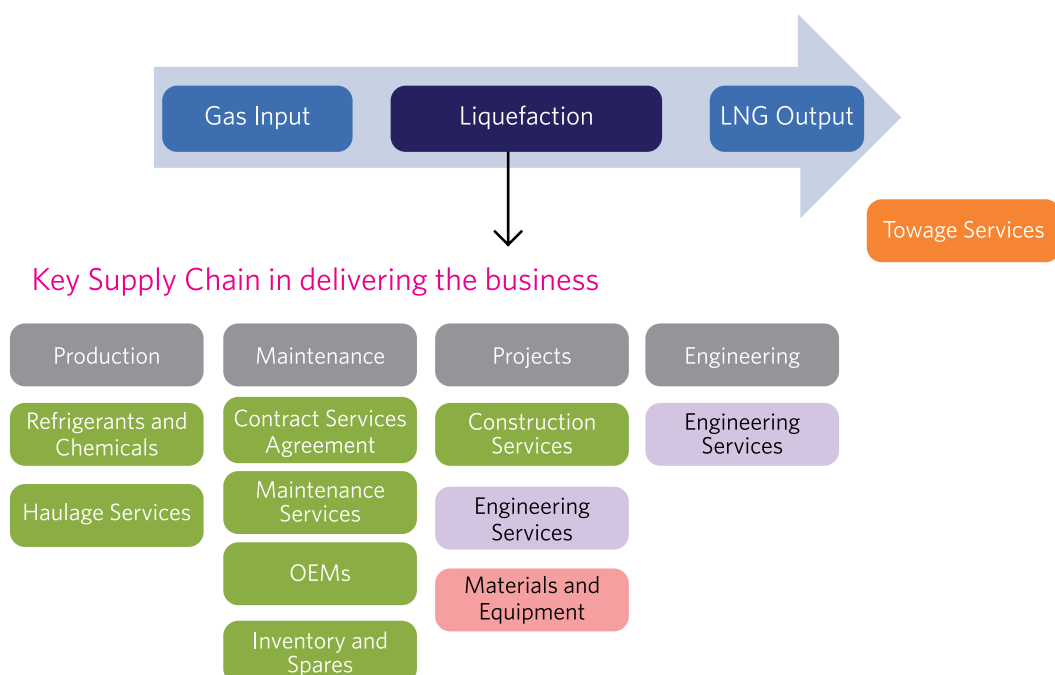 Gas Input
Liquefaction
LNG Output
Towage Services
Key Supply Chain in delivering the business
Production
Maintenance
Projects
Engineering
Refrigerants and
Chemicals
Haulage Services
Contract Services
Agreement
Maintenance
Services
OEMs
Inventory and
Spares
Construction
Services
Engineering
Services
Materials and
Equipment
Engineering
Services